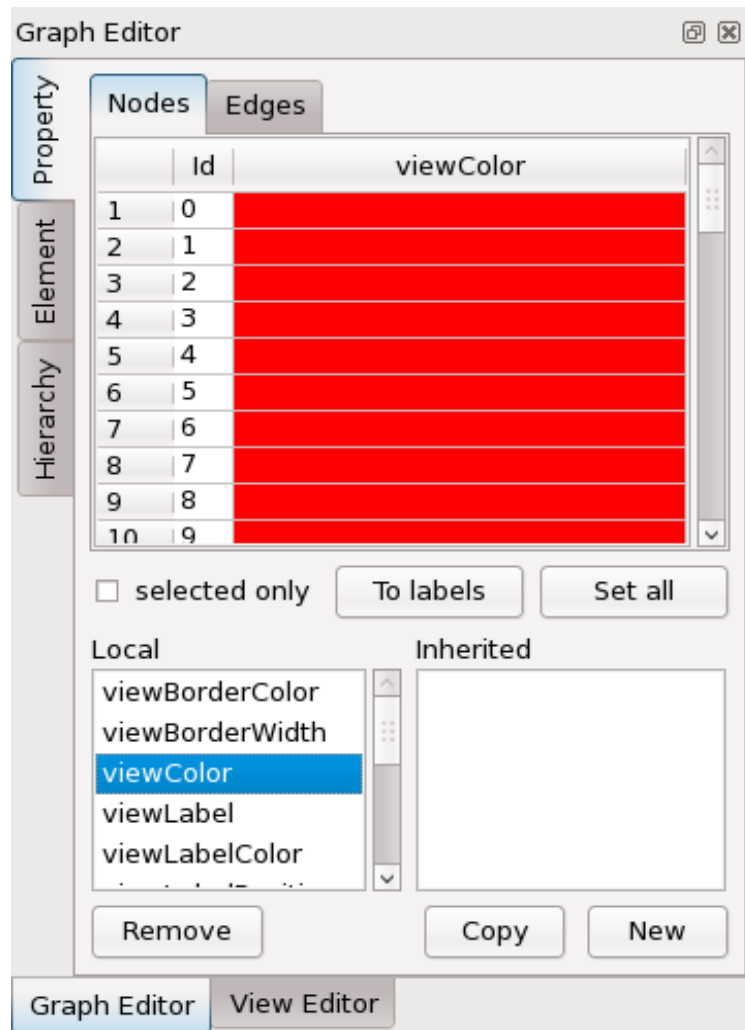 Graph Editor
Property
Element
Hierarchy
Nodes Edges
Id viewColor
1 0
2 1
3 2
4 3
5 4
6 5
7 6
8 7
9 8
10 9
selected only To labels Set all
Local Inherited
viewBorderColor
viewBorderWidth
viewColor
viewLabel
viewLabelColor
Remove Copy New
Graph Editor View Editor